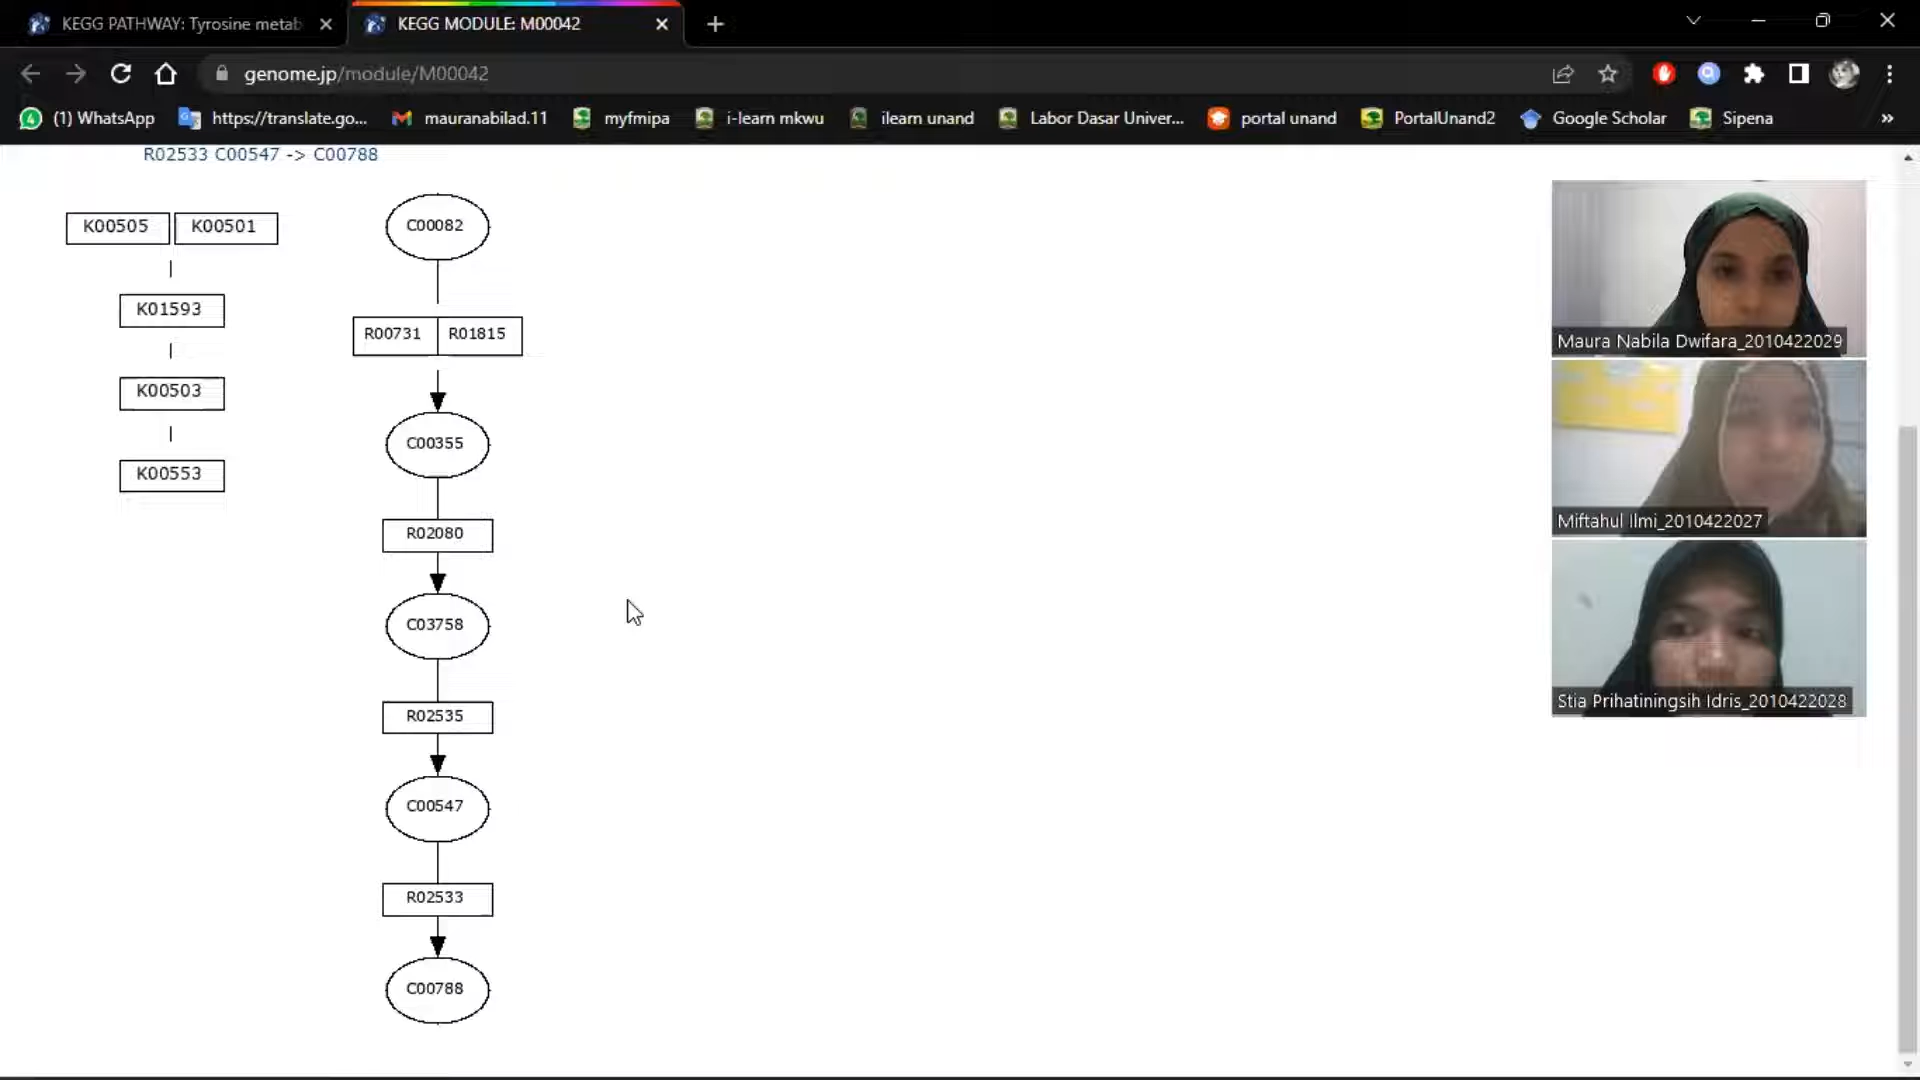 KEGG PATHWAY: Tyrosine metab
KEGG MODULE: M00042
genome.jp/module/M00042
(1) WhatsApp
https://translate.go...
mauranabilad.11
myfmipa
i-learn mkwu
ilearn unand
Labor Dasar Univer...
portal unand
PortalUnand2
Google Scholar
Sipena
»
R02533 C00547 -> C00788
K00505
K00501
K01593
K00503
K00553
C00082
R00731
R01815
C00355
R02080
C03758
R02535
C00547
R02533
C00788
Maura Nabila Dwifara_2010422029
Miftahul Ilmi_2010422027
Stia Prihatiningsih Idris_2010422028